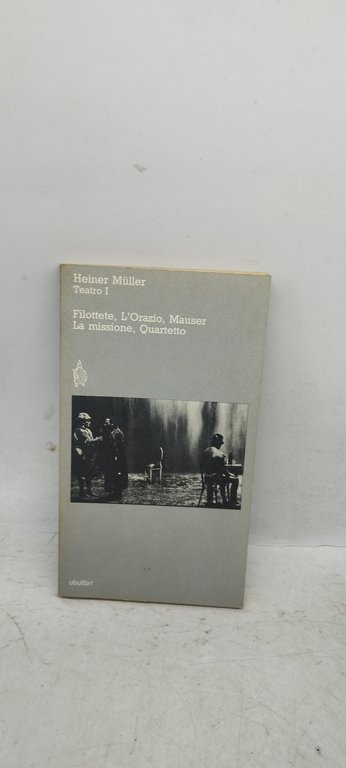 Heiner Müller
Teatro I
Filottete, L'Orazio, Mauser
La missione, Quartetto
ubulibri